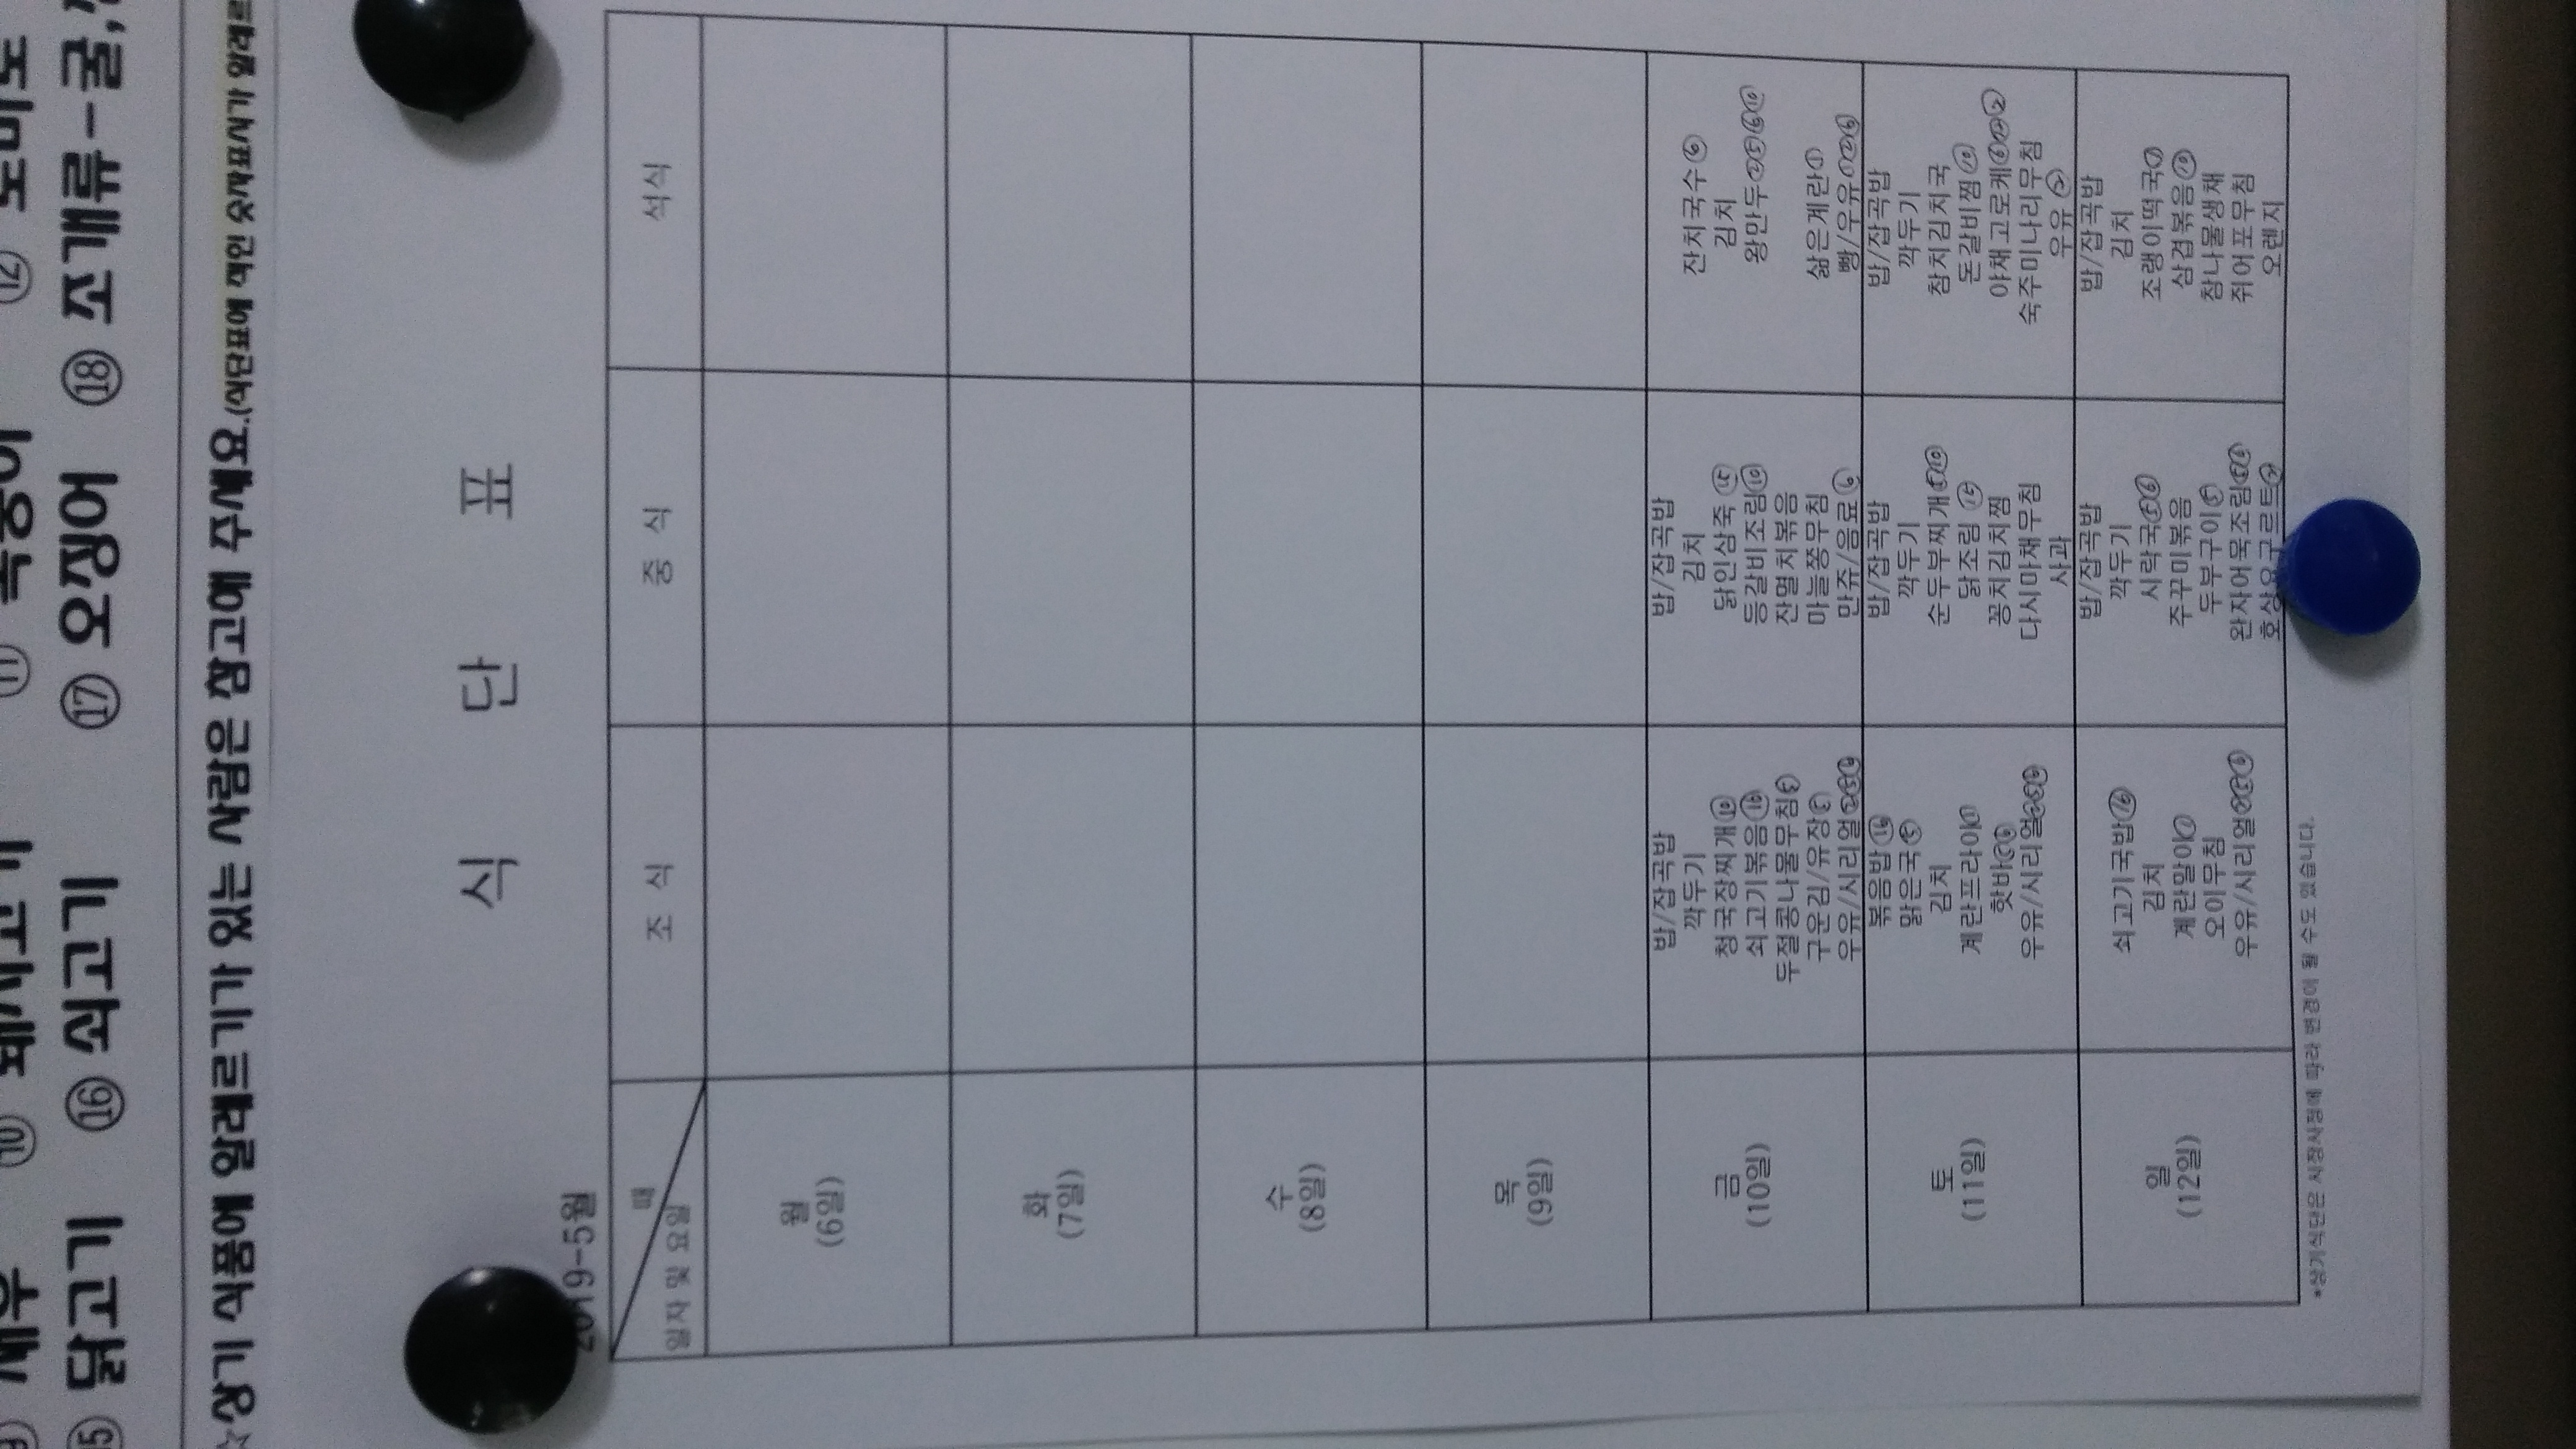 ⑨ 새우 ⑩ 돼지고기 ⑪ 복숭아 ⑫ 토마토
⑮ 닭고기 ⑯ 쇠고기 ⑰ 오징어 ⑱ 조개류-굴,
☆상기 식품에 알레르기가 있는 사람은 참고해 주세요.(식단표에 적인 숫자표시가 알레르
식 단 표
2019-5월
때
일자 및 요일 조 식 중 식 석식
월
(6일)
화
(7일)
수
(8일)
목
(9일)
금
(10일)
밥/잡곡밥
깍두기
청국장찌개⑩
쇠고기볶음⑯
두절콩나물무침
구운김/유장
우유/시리얼
밥/잡곡밥
김치
닭인삼죽 ⑮
등갈비조림⑩
잔멸치볶음
마늘쫑무침
만쥬/음료⑥
잔치국수⑥
김치
왕만두②⑤⑥⑩
삶은계란①
빵/우유①②⑥
토
(11일)
볶음밥⑯
맑은국⑤
김치
계란프라이①
핫바
우유/시리얼
밥/잡곡밥
깍두기
순두부찌개⑤⑩
닭조림 ⑮
꽁치김치찜
다시마채무침
사과
밥/잡곡밥
깍두기
참치김치국
돈갈비찜⑩
야채고로케
숙주미나리무침
우유 ②
일
(12일)
쇠고기국밥⑯
김치
계란말이①
오이무침
우유/시리얼
밥/잡곡밥
깍두기
시락국⑤⑥
주꾸미볶음
두부구이⑤
완자어묵조림⑤⑥
호상요구르트②
밥/잡곡밥
김치
조랭이떡국①
삼겹볶음⑩
참나물생채
쥐어포무침
오렌지
*상기식단은 시장사정에 따라 변경이 될 수도 있습니다.